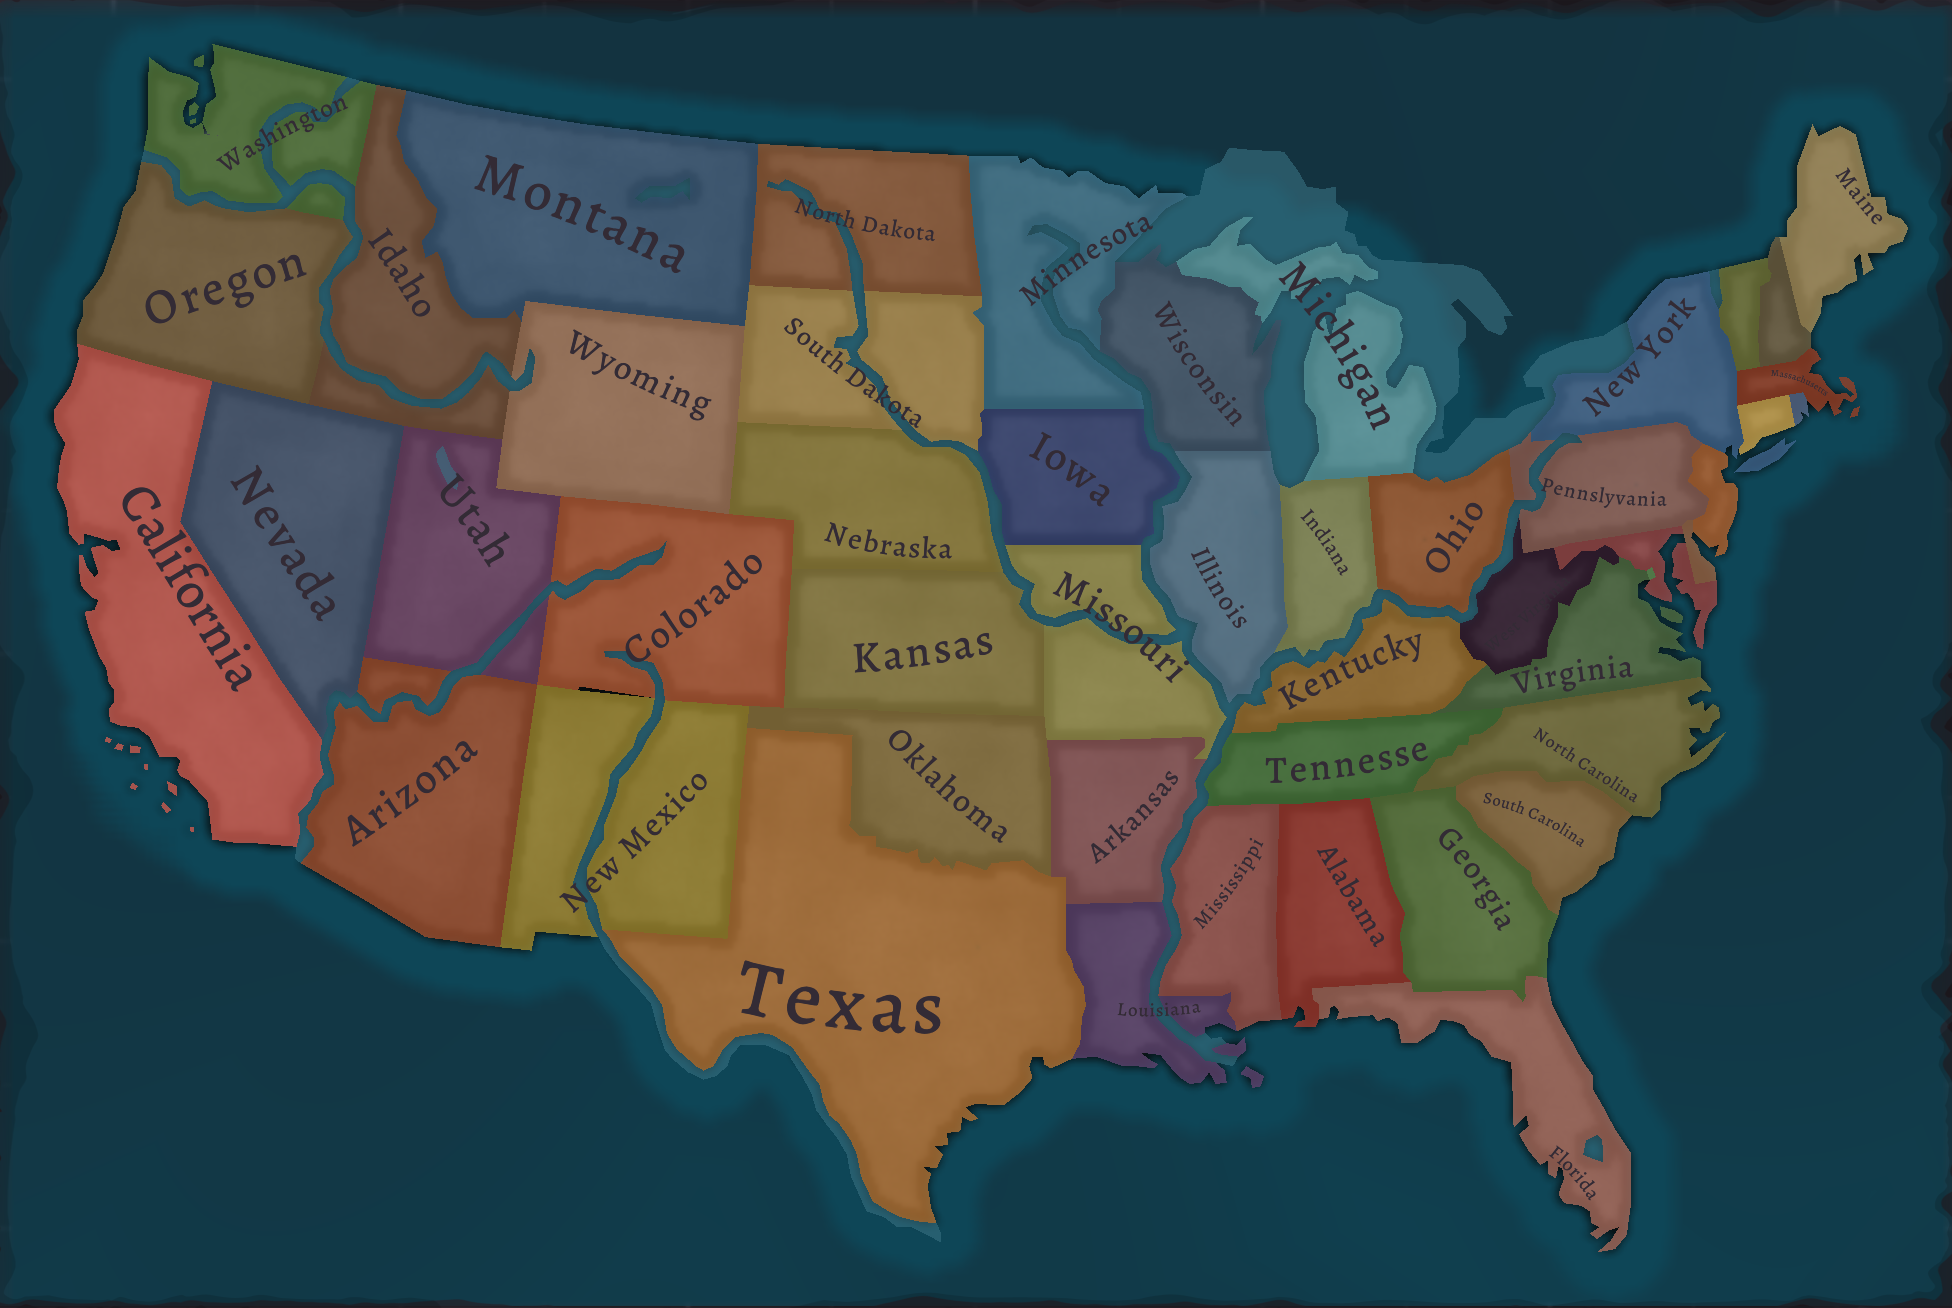 Washington
Montana
North Dakota
Minnesota
Maine
Oregon
Idaho
Wyoming
South Dakota
Wisconsin
Michigan
New York
Massachusetts
California
Nevada
Utah
Colorado
Nebraska
Iowa
Illinois
Indiana
Ohio
Pennslyvania
Kansas
Missouri
Kentucky
Virginia
Arizona
New Mexico
Oklahoma
Arkansas
Tennesse
North Carolina
South Carolina
Texas
Louisiana
Mississippi
Alabama
Georgia
Florida